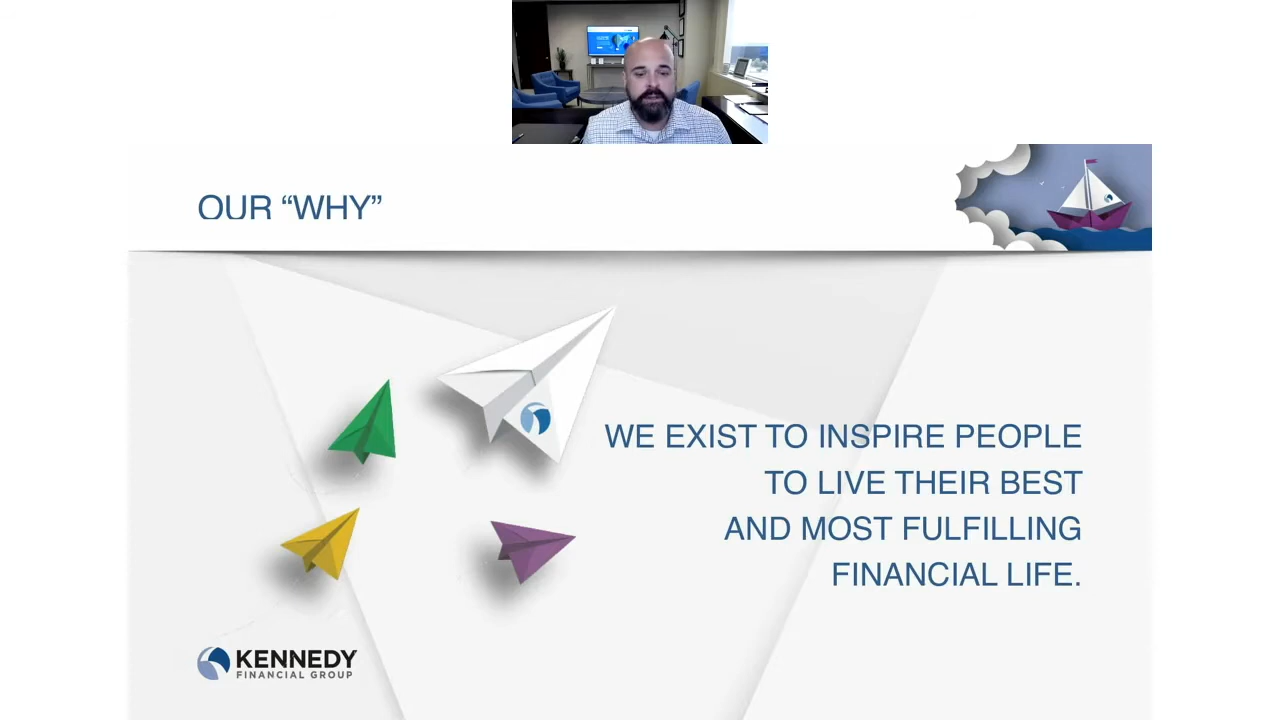 OUR “WHY”
WE EXIST TO INSPIRE PEOPLE
TO LIVE THEIR BEST
AND MOST FULFILLING
FINANCIAL LIFE.
KENNEDY
FINANCIAL GROUP